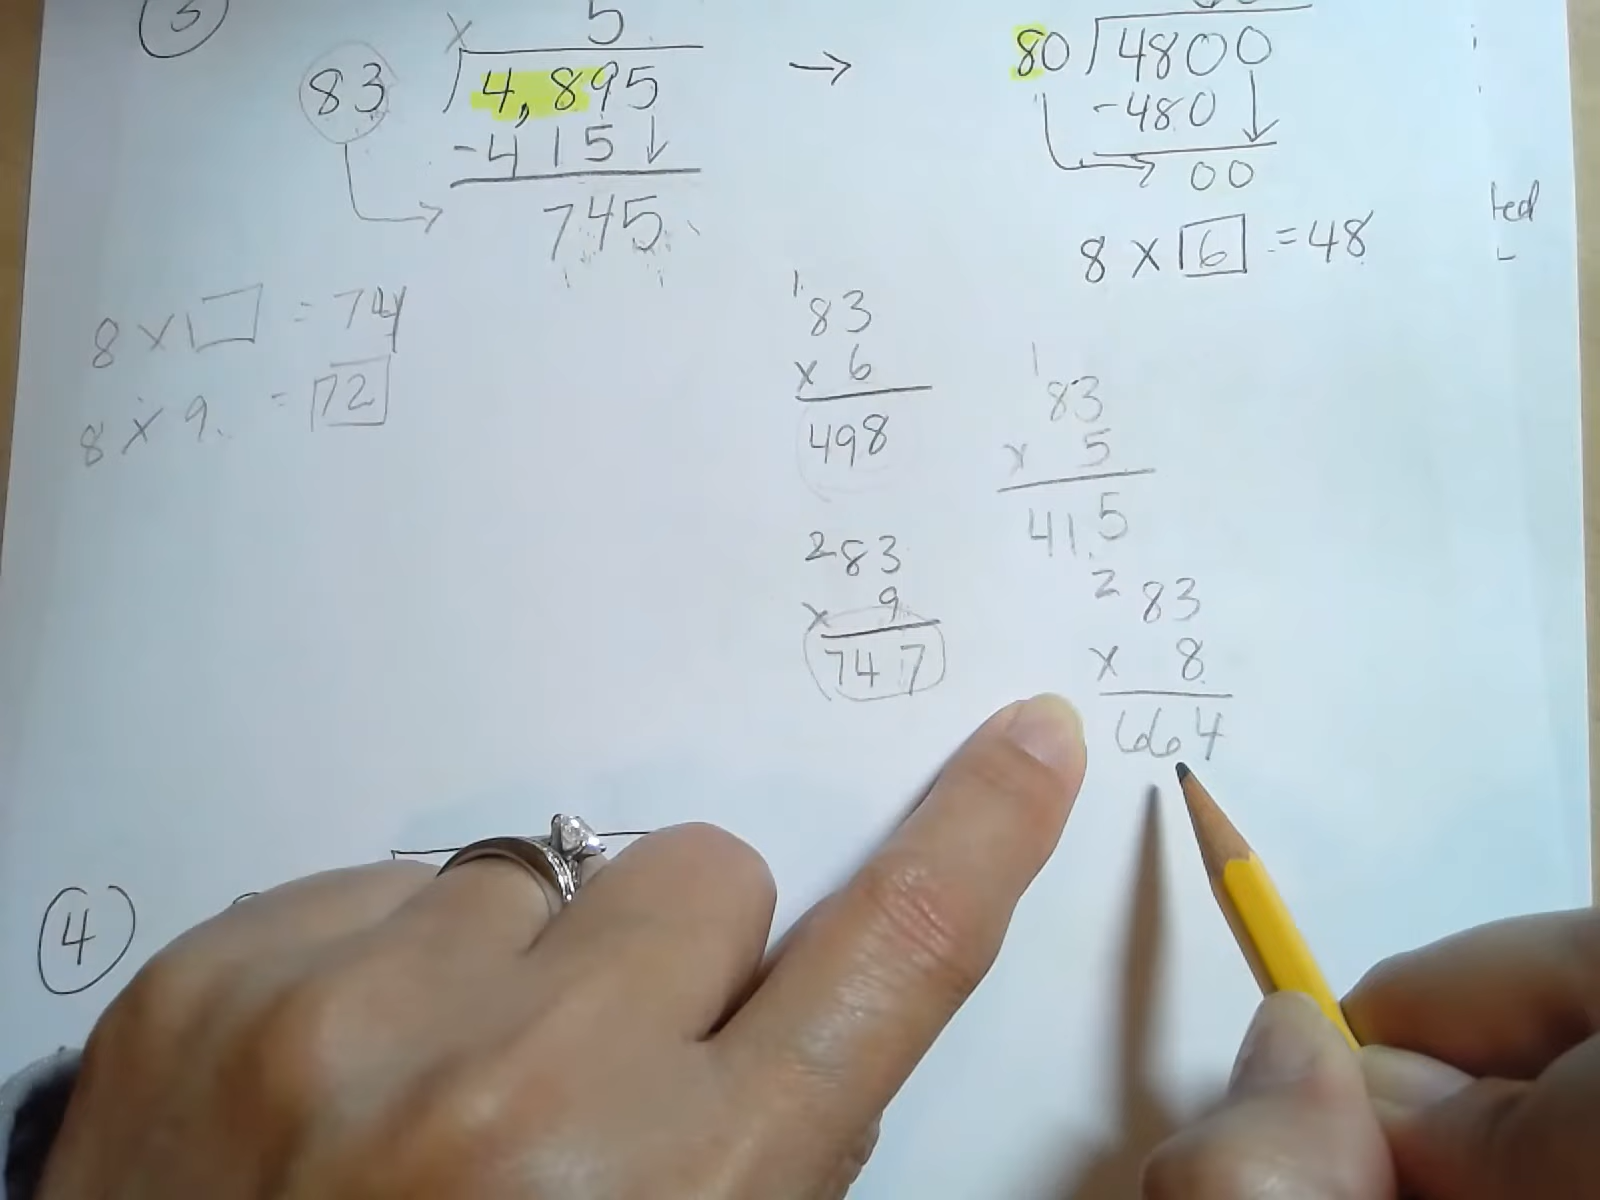 3
x 5
83 4,895
-415
745
8 x = 74
8 x 9 = 72
80 4800
-480
00
8 x 6 = 48
ted
1
83
x 6
498
1
83
x 5
415
2 83
x 9
747
2 83
x 8
664
4